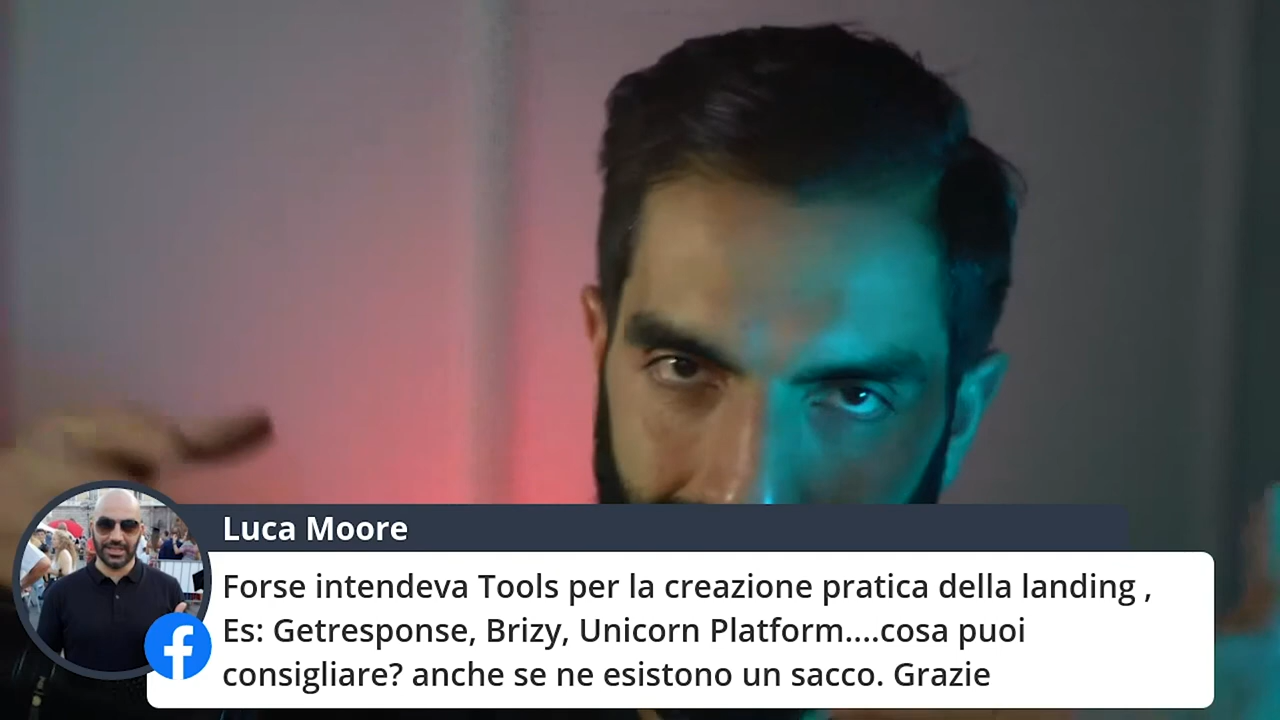 Luca Moore
Forse intendeva Tools per la creazione pratica della landing ,
Es: Getresponse, Brizy, Unicorn Platform....cosa puoi
consigliare? anche se ne esistono un sacco. Grazie